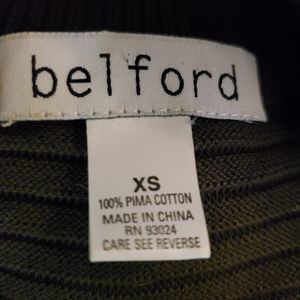 belford
XS
100% PIMA COTTON
MADE IN CHINA
RN 93024
CARE SEE REVERSE